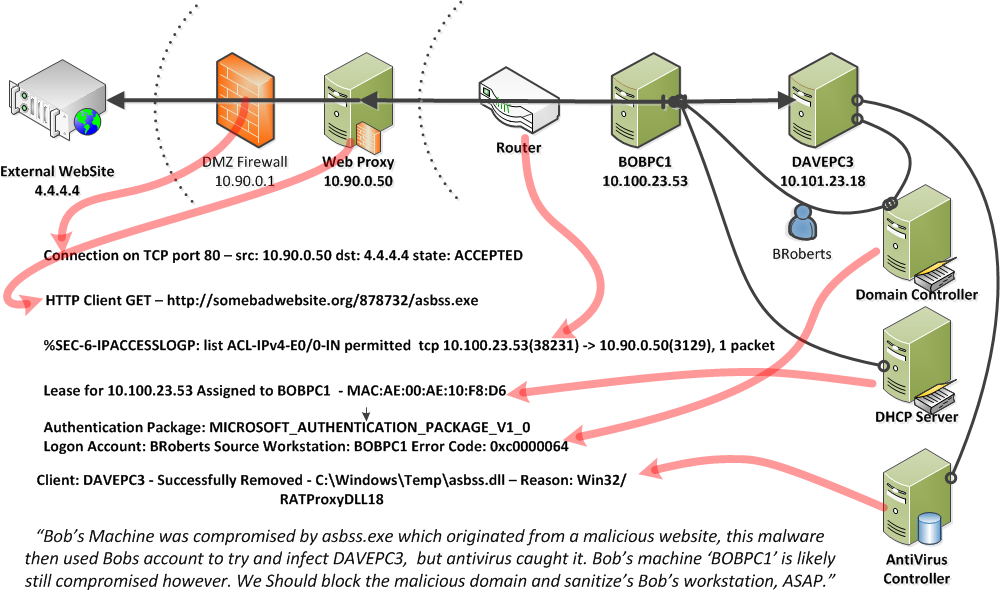 External WebSite
4.4.4.4
DMZ Firewall
10.90.0.1
Web Proxy
10.90.0.50
Router
BOBPC1
10.100.23.53
DAVEPC3
10.101.23.18
BRoberts
Domain Controller
DHCP Server
AntiVirus
Controller
Connection on TCP port 80 – src: 10.90.0.50 dst: 4.4.4.4 state: ACCEPTED
HTTP Client GET – http://somebadwebsite.org/878732/asbss.exe
%SEC-6-IPACCESSLOGP: list ACL-IPv4-E0/0-IN permitted tcp 10.100.23.53(38231) -> 10.90.0.50(3129), 1 packet
Lease for 10.100.23.53 Assigned to BOBPC1 - MAC:AE:00:AE:10:F8:D6
Authentication Package: MICROSOFT_AUTHENTICATION_PACKAGE_V1_0
Logon Account: BRoberts Source Workstation: BOBPC1 Error Code: 0xc0000064
Client: DAVEPC3 - Successfully Removed - C:\Windows\Temp\asbss.dll – Reason: Win32/
RATProxyDLL18
“Bob’s Machine was compromised by asbss.exe which originated from a malicious website, this malware
then used Bobs account to try and infect DAVEPC3, but antivirus caught it. Bob’s machine ‘BOBPC1’ is likely
still compromised however. We Should block the malicious domain and sanitize’s Bob’s workstation, ASAP.”